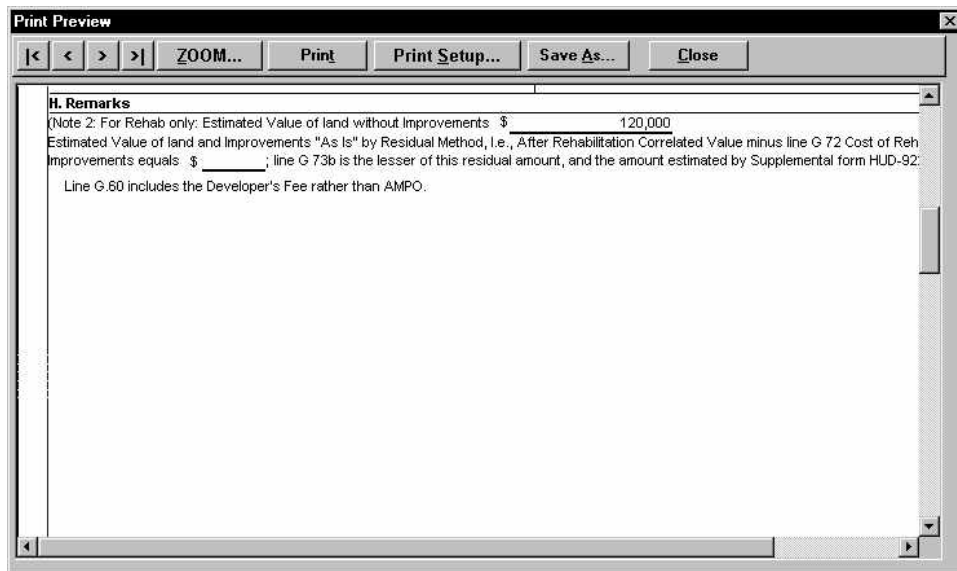 Print Preview
|< < > >| ZOOM... Print Print Setup... Save As... Close
H. Remarks
(Note 2: For Rehab only: Estimated Value of land without Improvements $ 120,000
Estimated Value of land and Improvements "As Is" by Residual Method, I.e., After Rehabilitation Correlated Value minus line G 72 Cost of Reh
Improvements equals $ ; line G 73b is the lesser of this residual amount, and the amount estimated by Supplemental form HUD-92
Line G.60 includes the Developer's Fee rather than AMPO.